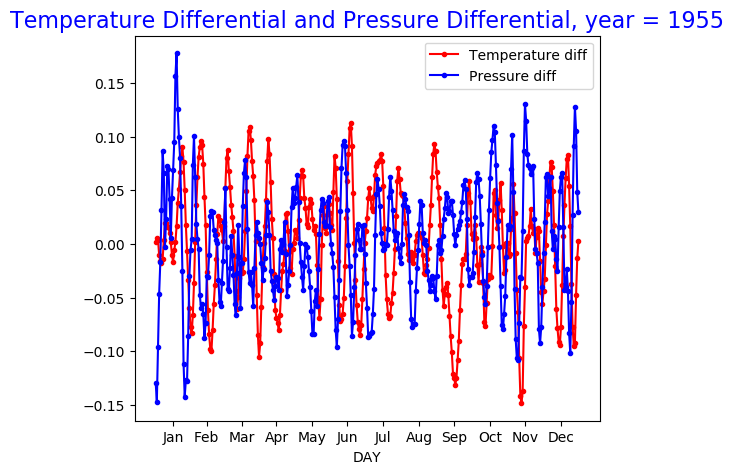 Temperature Differential and Pressure Differential, year = 1955
Temperature diff
Pressure diff
0.15
0.10
0.05
0.00
−0.05
−0.10
−0.15
Jan Feb Mar Apr May Jun Jul Aug Sep Oct Nov Dec
DAY